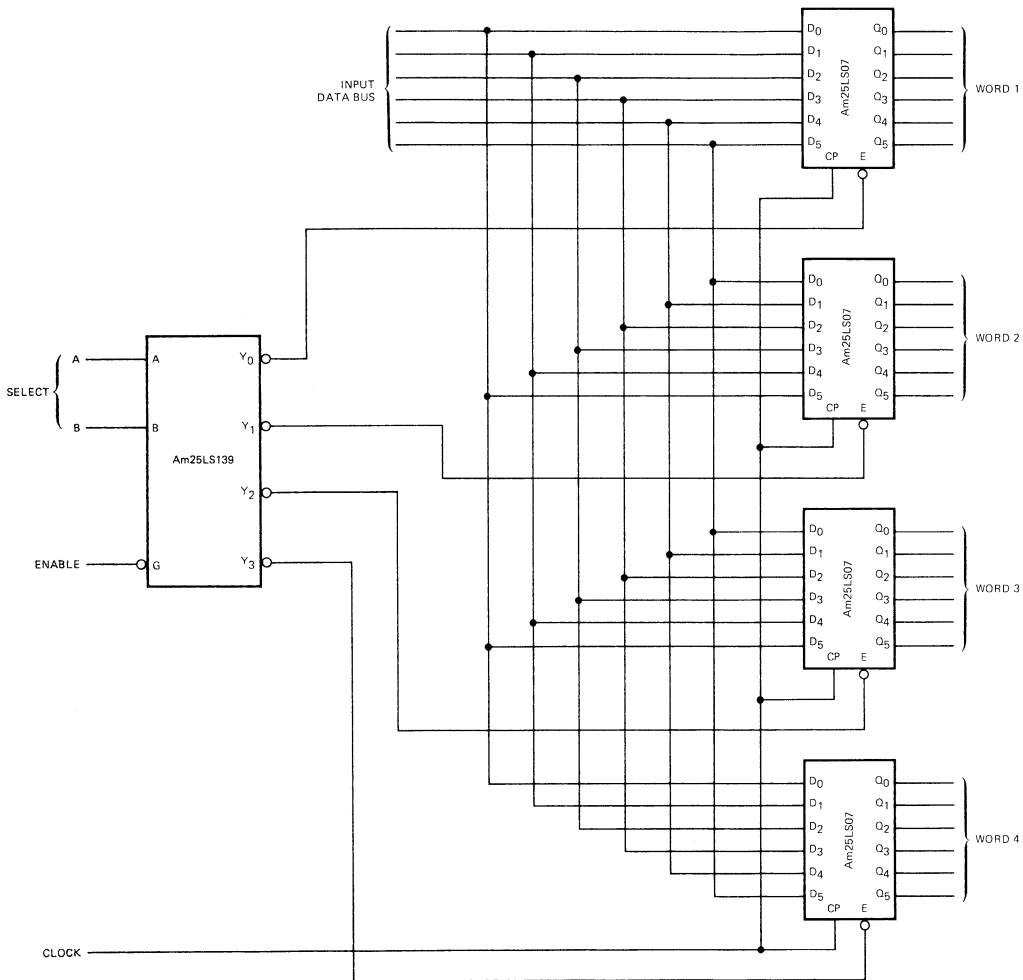 INPUT
DATA BUS
D0 Q0
D1 Q1
D2 Q2
D3 Q3
D4 Q4
D5 Q5
CP E
Am25LS07
WORD 1
D0 Q0
D1 Q1
D2 Q2
D3 Q3
D4 Q4
D5 Q5
CP E
Am25LS07
WORD 2
SELECT
A
B
A Y0
B Y1
Am25LS139
Y2
ENABLE
G Y3
D0 Q0
D1 Q1
D2 Q2
D3 Q3
D4 Q4
D5 Q5
CP E
Am25LS07
WORD 3
D0 Q0
D1 Q1
D2 Q2
D3 Q3
D4 Q4
D5 Q5
CP E
Am25LS07
WORD 4
CLOCK